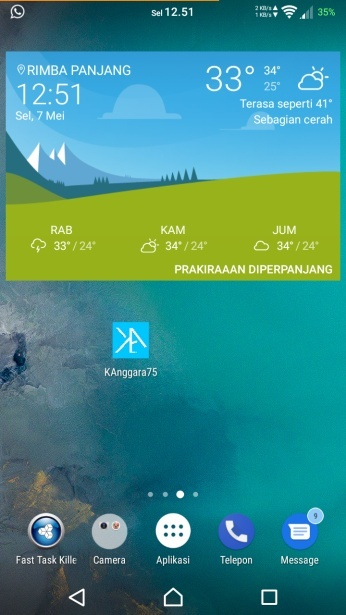 Sel 12.51
2 KB/s
1 KB/s
35%
RIMBA PANJANG
12:51
Sel, 7 Mei
33° 34° 25°
Terasa seperti 41°
Sebagian cerah
RAB KAM JUM
33° / 24° 34° / 24° 34° / 24°
PRAKIRAAAN DIPERPANJANG
KAnggara75
9
Fast Task Kille Camera Aplikasi Telepon Message